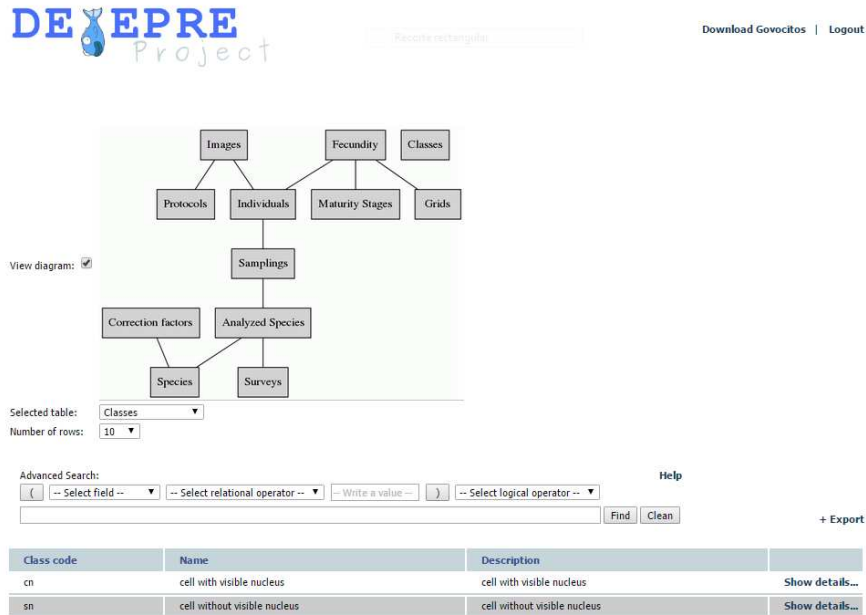 DE EPRE
Project
Recorte rectangular
Download Govocitos | Logout
Images
Fecundity
Classes
Protocols
Individuals
Maturity Stages
Grids
View diagram:
Samplings
Correction factors
Analyzed Species
Species
Surveys
Selected table: Classes
Number of rows: 10
Advanced Search: Help
( -- Select field -- -- Select relational operator -- -- Write a value -- ) -- Select logical operator --
Find Clean
+ Export
Class code Name Description
cn cell with visible nucleus cell with visible nucleus Show details...
sn cell without visible nucleus cell without visible nucleus Show details...